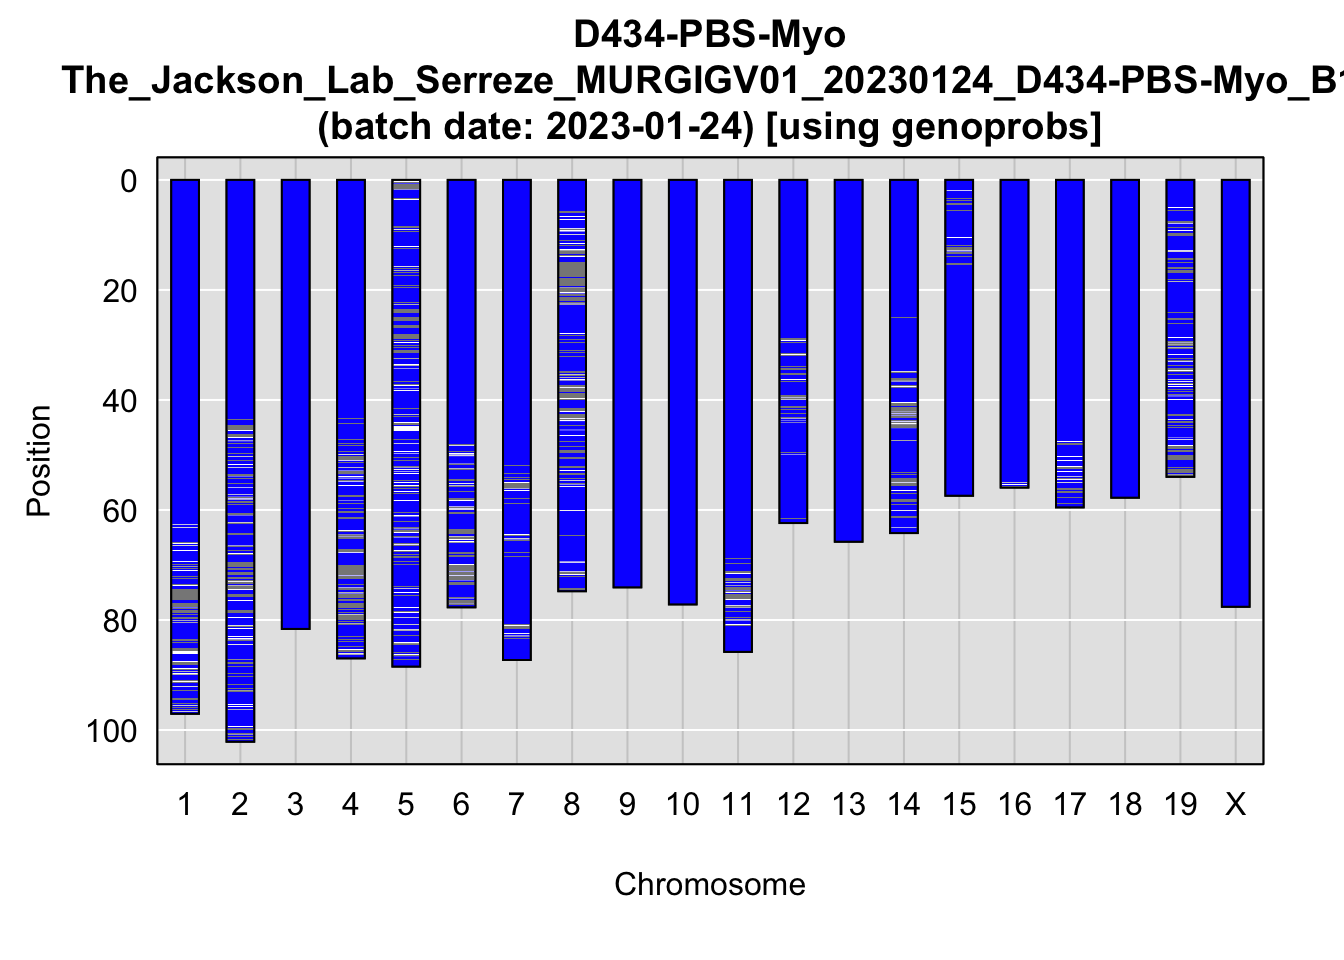 D434-PBS-Myo
The_Jackson_Lab_Serreze_MURGIGV01_20230124_D434-PBS-Myo_B
(batch date: 2023-01-24) [using genoprobs]
0
20
40
60
80
100
Position
1 2 3 4 5 6 7 8 9 10 11 12 13 14 15 16 17 18 19 X
Chromosome